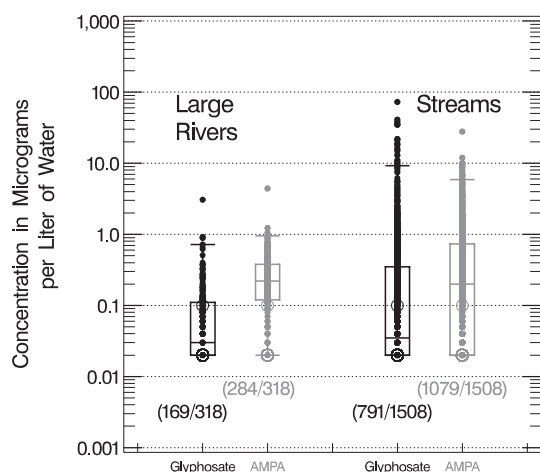 Concentration in Micrograms
per Liter of Water
1,000
100
10.0
1.0
0.1
0.01
0.001
Large
Rivers
Streams
(284/318)
(1079/1508)
(169/318)
(791/1508)
Glyphosate AMPA Glyphosate AMPA